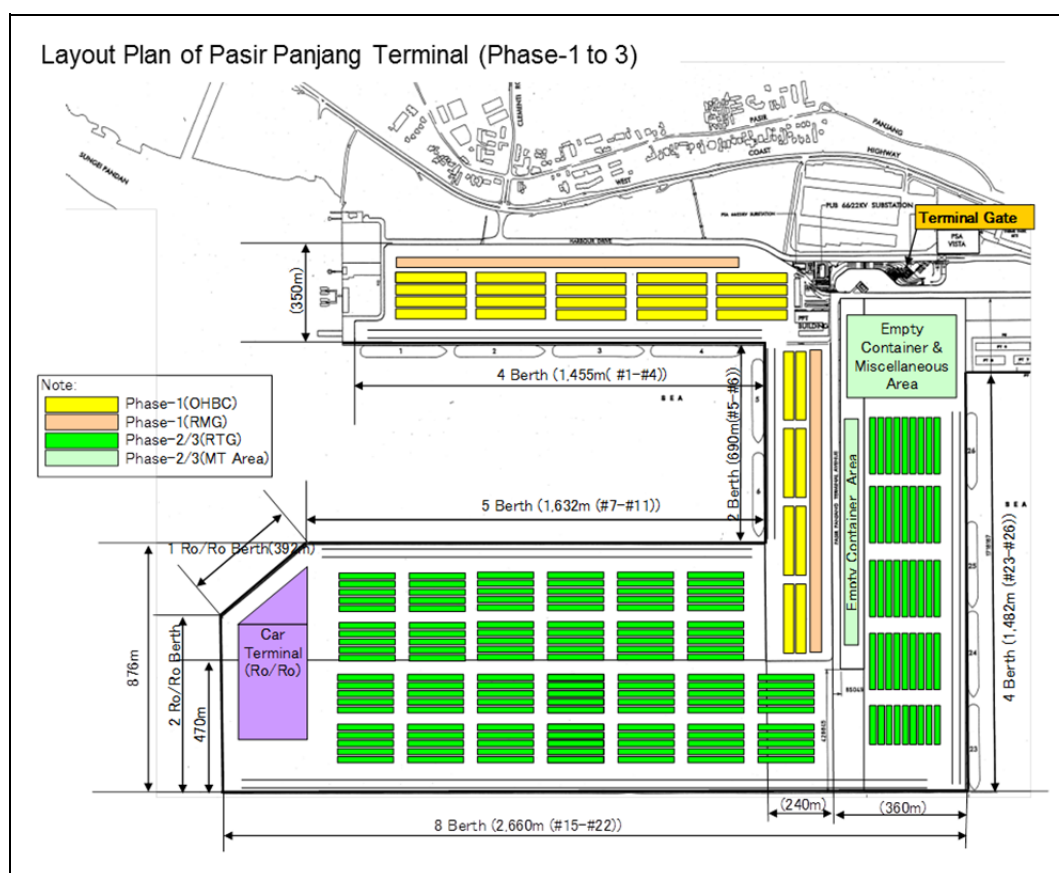 Layout Plan of Pasir Panjang Terminal (Phase-1 to 3)
SUNGEI PANDAN
CLEMENTI
WEST
COAST
HIGHWAY
PASIR
PANJANG
PUB 66/22KV SUBSTATION
Terminal Gate
PSA
VISTA
HARBOUR DRIVE
(350m)
PPT
BUILDING
Empty
Container &
Miscellaneous
Area
1
2
3
4
4 Berth (1,455m( #1-#4))
SEA
5
6
2 Berth (690m(#5-#6))
Note:
Phase-1(OHBC)
Phase-1(RMG)
Phase-2/3(RTG)
Phase-2/3(MT Area)
Empty Container Area
26
25
24
23
SEA
4 Berth (1,482m (#23-#26))
5 Berth (1,632m (#7-#11))
1 Ro/Ro Berth(392m)
Car
Terminal
(Ro/Ro)
876m
2 Ro/Ro Berth
470m
(240m)
(360m)
8 Berth (2,660m (#15-#22))